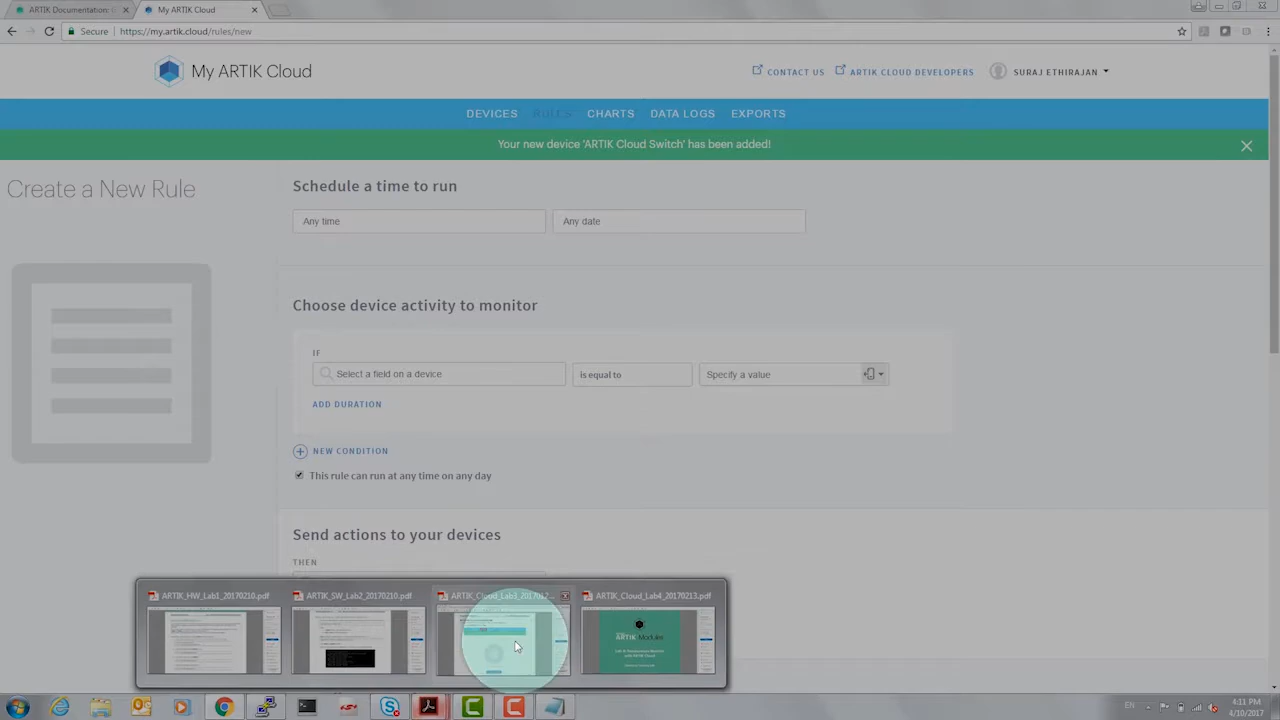 ARTIK Documentation:
My ARTIK Cloud
Secure
https://my.artik.cloud/rules/new
My ARTIK Cloud
CONTACT US
ARTIK CLOUD DEVELOPERS
SURAJ ETHIRAJAN
DEVICES
RULES
CHARTS
DATA LOGS
EXPORTS
Your new device 'ARTIK Cloud Switch' has been added!
Create a New Rule
Schedule a time to run
Any time
Any date
Choose device activity to monitor
IF
Select a field on a device
is equal to
Specify a value
ADD DURATION
NEW CONDITION
This rule can run at any time on any day
Send actions to your devices
THEN
ARTIK_HW_Lab1_20170210.pdf
ARTIK_SW_Lab2_20170210.pdf
ARTIK_Cloud_Lab3_201702...
ARTIK_Cloud_Lab4_20170213.pdf
ARTIK Modules
EN
4:11 PM
4/10/2017